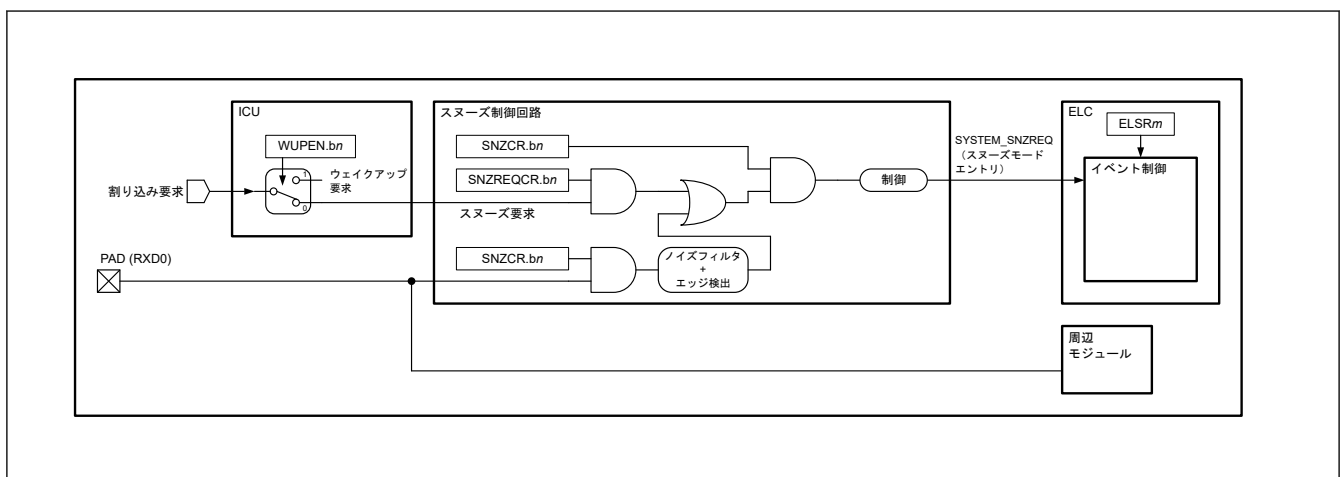 ICU
WUPEN.bn
1
ウェイクアップ
要求
0
割り込み要求
PAD (RXD0)
スヌーズ制御回路
SNZCR.bn
SNZREQCR.bn
スヌーズ要求
SNZCR.bn
ノイズフィルタ
+
エッジ検出
制御
SYSTEM_SNZREQ
（スヌーズモード
エントリ）
ELC
ELSRm
イベント制御
周辺
モジュール